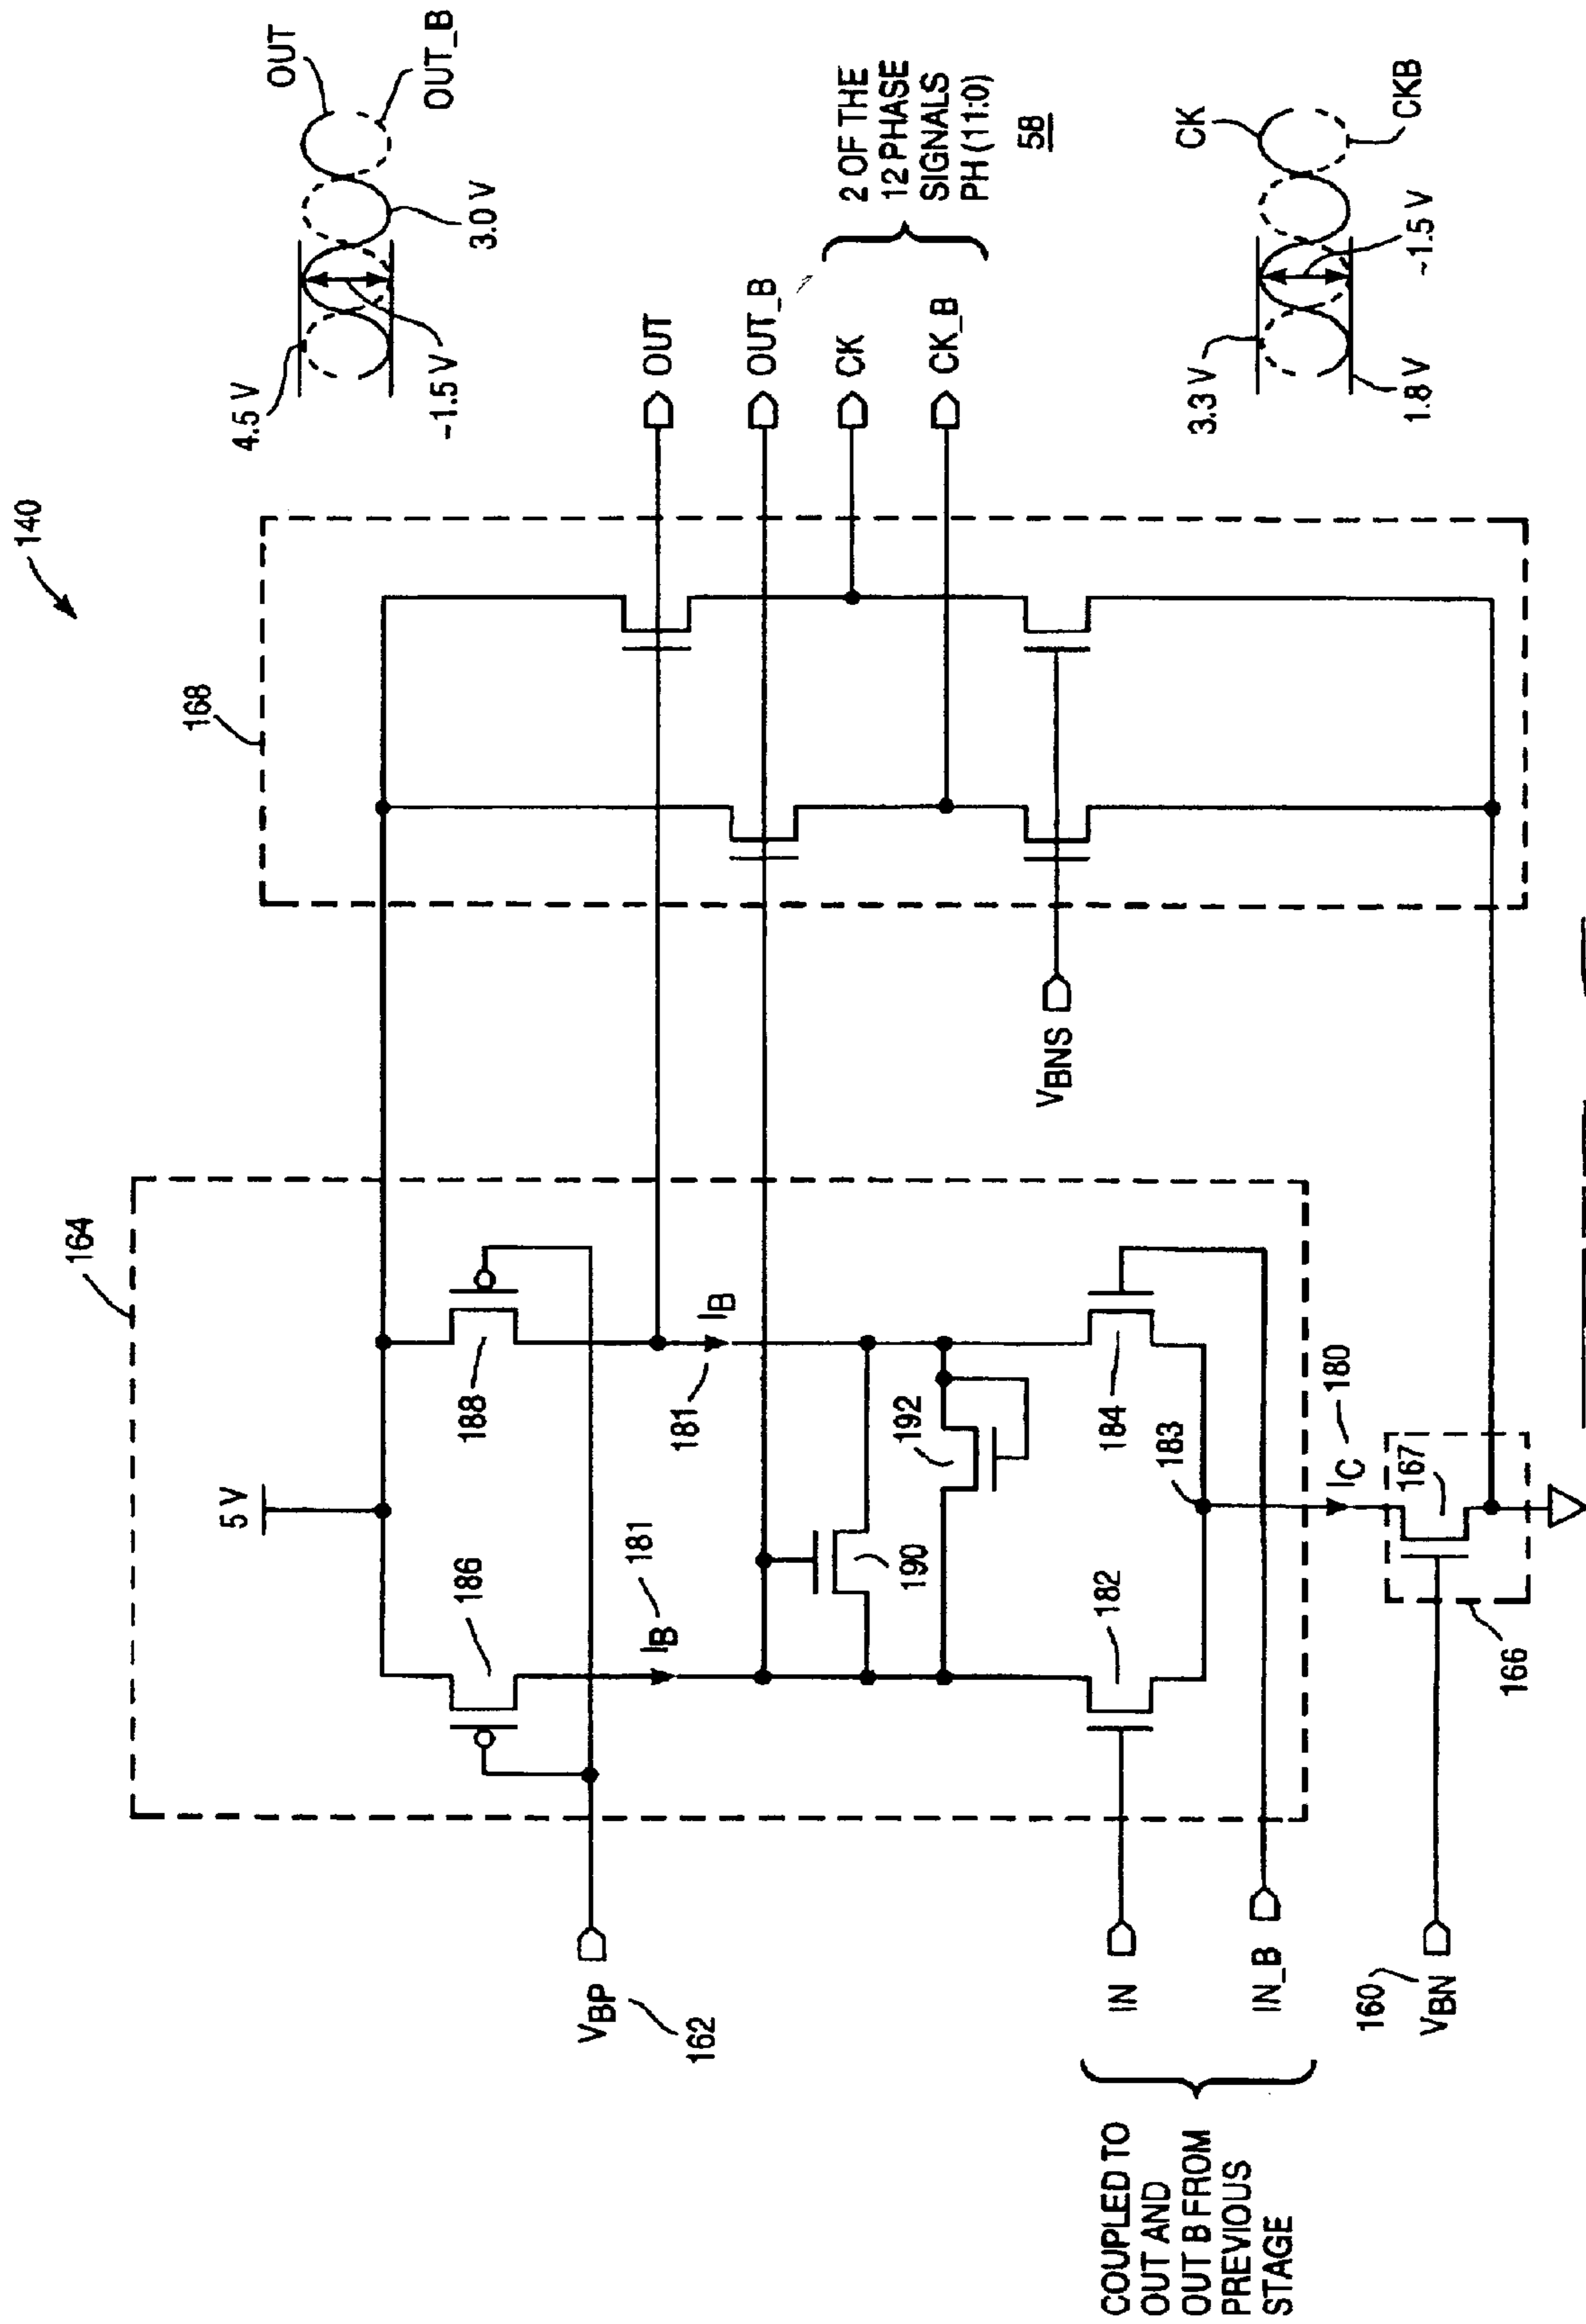 140
164
168
5 V
186
188
IB 181
181 IB
190
192
182
184
183
IC 180
167
166
VBP
162
IN
IN_B
160
VBN
COUPLED TO
OUT AND
OUT B FROM
PREVIOUS
STAGE
VBNS
OUT
OUT_B
CK
CK_B
2 OF THE
12 PHASE
SIGNALS
PH (11:0)
58
4.5 V
~1.5 V
3.0 V
OUT
OUT_B
3.3 V
1.8 V
~1.5 V
CK
CKB